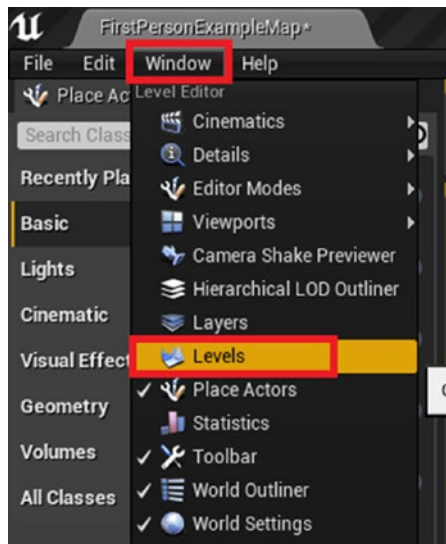 FirstPersonExampleMap*
File Edit Window Help
Place Ac
Level Editor
Search Class
Cinematics
Details
Recently Pla
Editor Modes
Basic
Viewports
Camera Shake Previewer
Lights
Hierarchical LOD Outliner
Cinematic
Layers
Visual Effect
Levels
Place Actors
Geometry
Statistics
Volumes
Toolbar
World Outliner
All Classes
World Settings